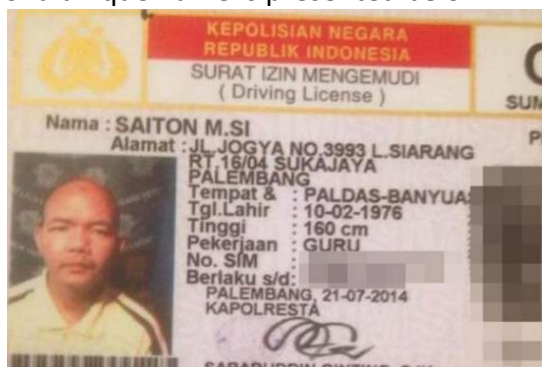 KEPOLISIAN NEGARA
REPUBLIK INDONESIA
SURAT IZIN MENGEMUDI
( Driving License )
Nama : SAITON M.SI
Alamat : JL.JOGYA NO.3993 L.SIARANG
RT.16/04 SUKAJAYA
PALEMBANG
Tempat & : PALDAS-BANYUA
Tgl.Lahir : 10-02-1976
Tinggi : 160 cm
Pekerjaan : GURU
No. SIM :
Berlaku s/d:
PALEMBANG, 21-07-2014
KAPOLRESTA